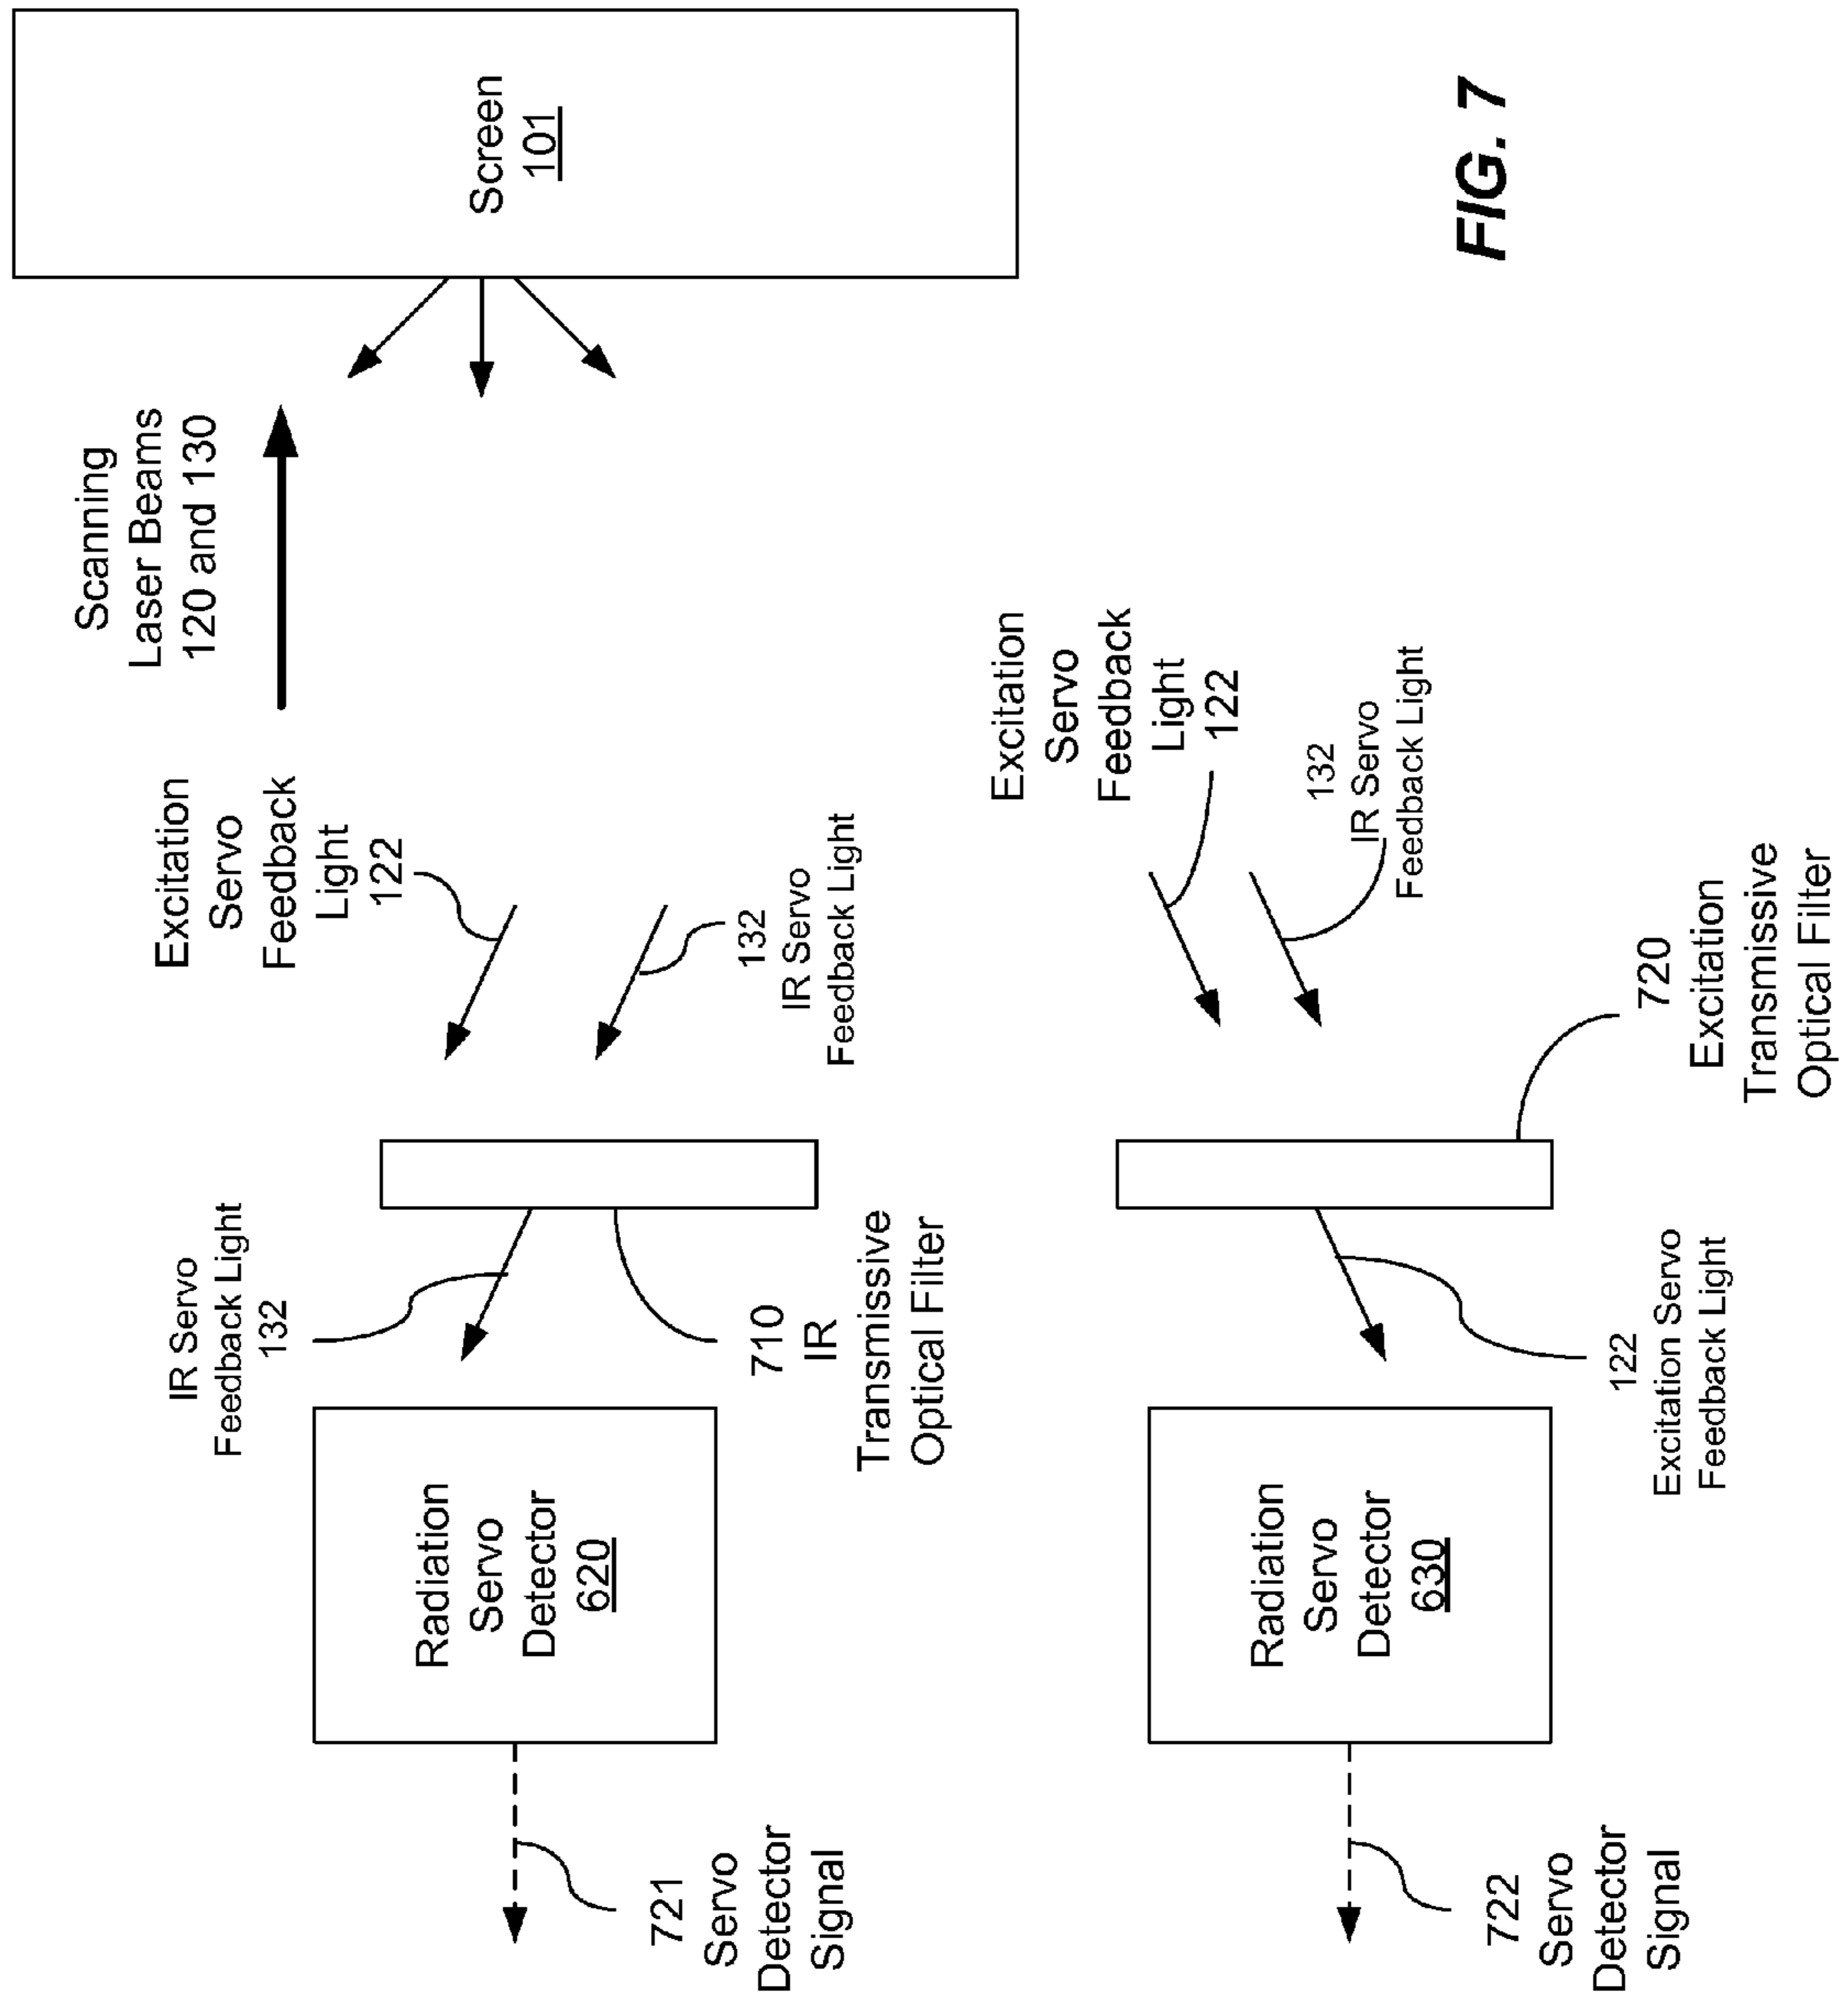 Scanning
Laser Beams
120 and 130
Screen
101
Excitation
Servo
Feedback
Light
122
132
IR Servo
Feedback Light
IR Servo
Feedback Light
132
710
IR
Transmissive
Optical Filter
Radiation
Servo
Detector
620
721
Servo
Detector
Signal
Excitation
Servo
Feedback
Light
122
132
IR Servo
Feedback Light
720
Excitation
Transmissive
Optical Filter
122
Excitation Servo
Feedback Light
Radiation
Servo
Detector
630
722
Servo
Detector
Signal
FIG. 7